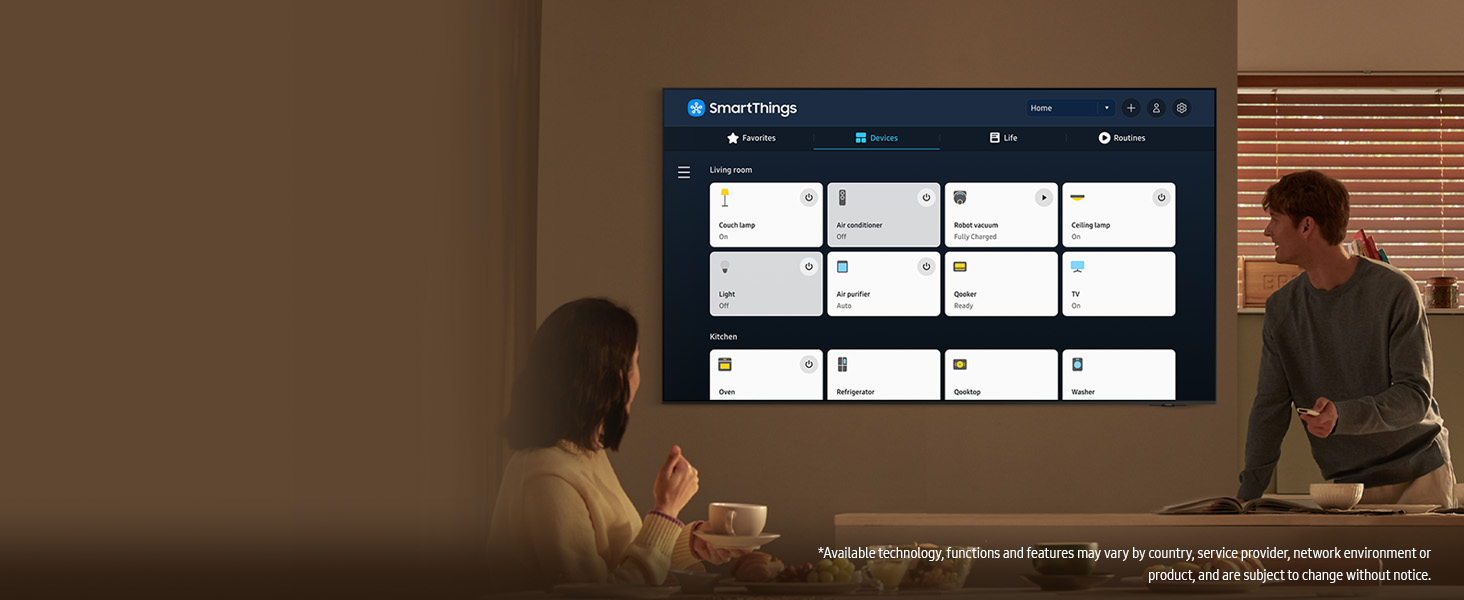 SmartThings
Home
Favorites
Devices
Life
Routines
Living room
Couch lamp
On
Air conditioner
Off
Robot vacuum
Fully Charged
Ceiling lamp
On
Light
Off
Air purifier
Auto
Qooker
Ready
TV
On
Kitchen
Oven
Refrigerator
Qooktop
Washer
*Available technology, functions and features may vary by country, service provider, network environment or
product, and are subject to change without notice.